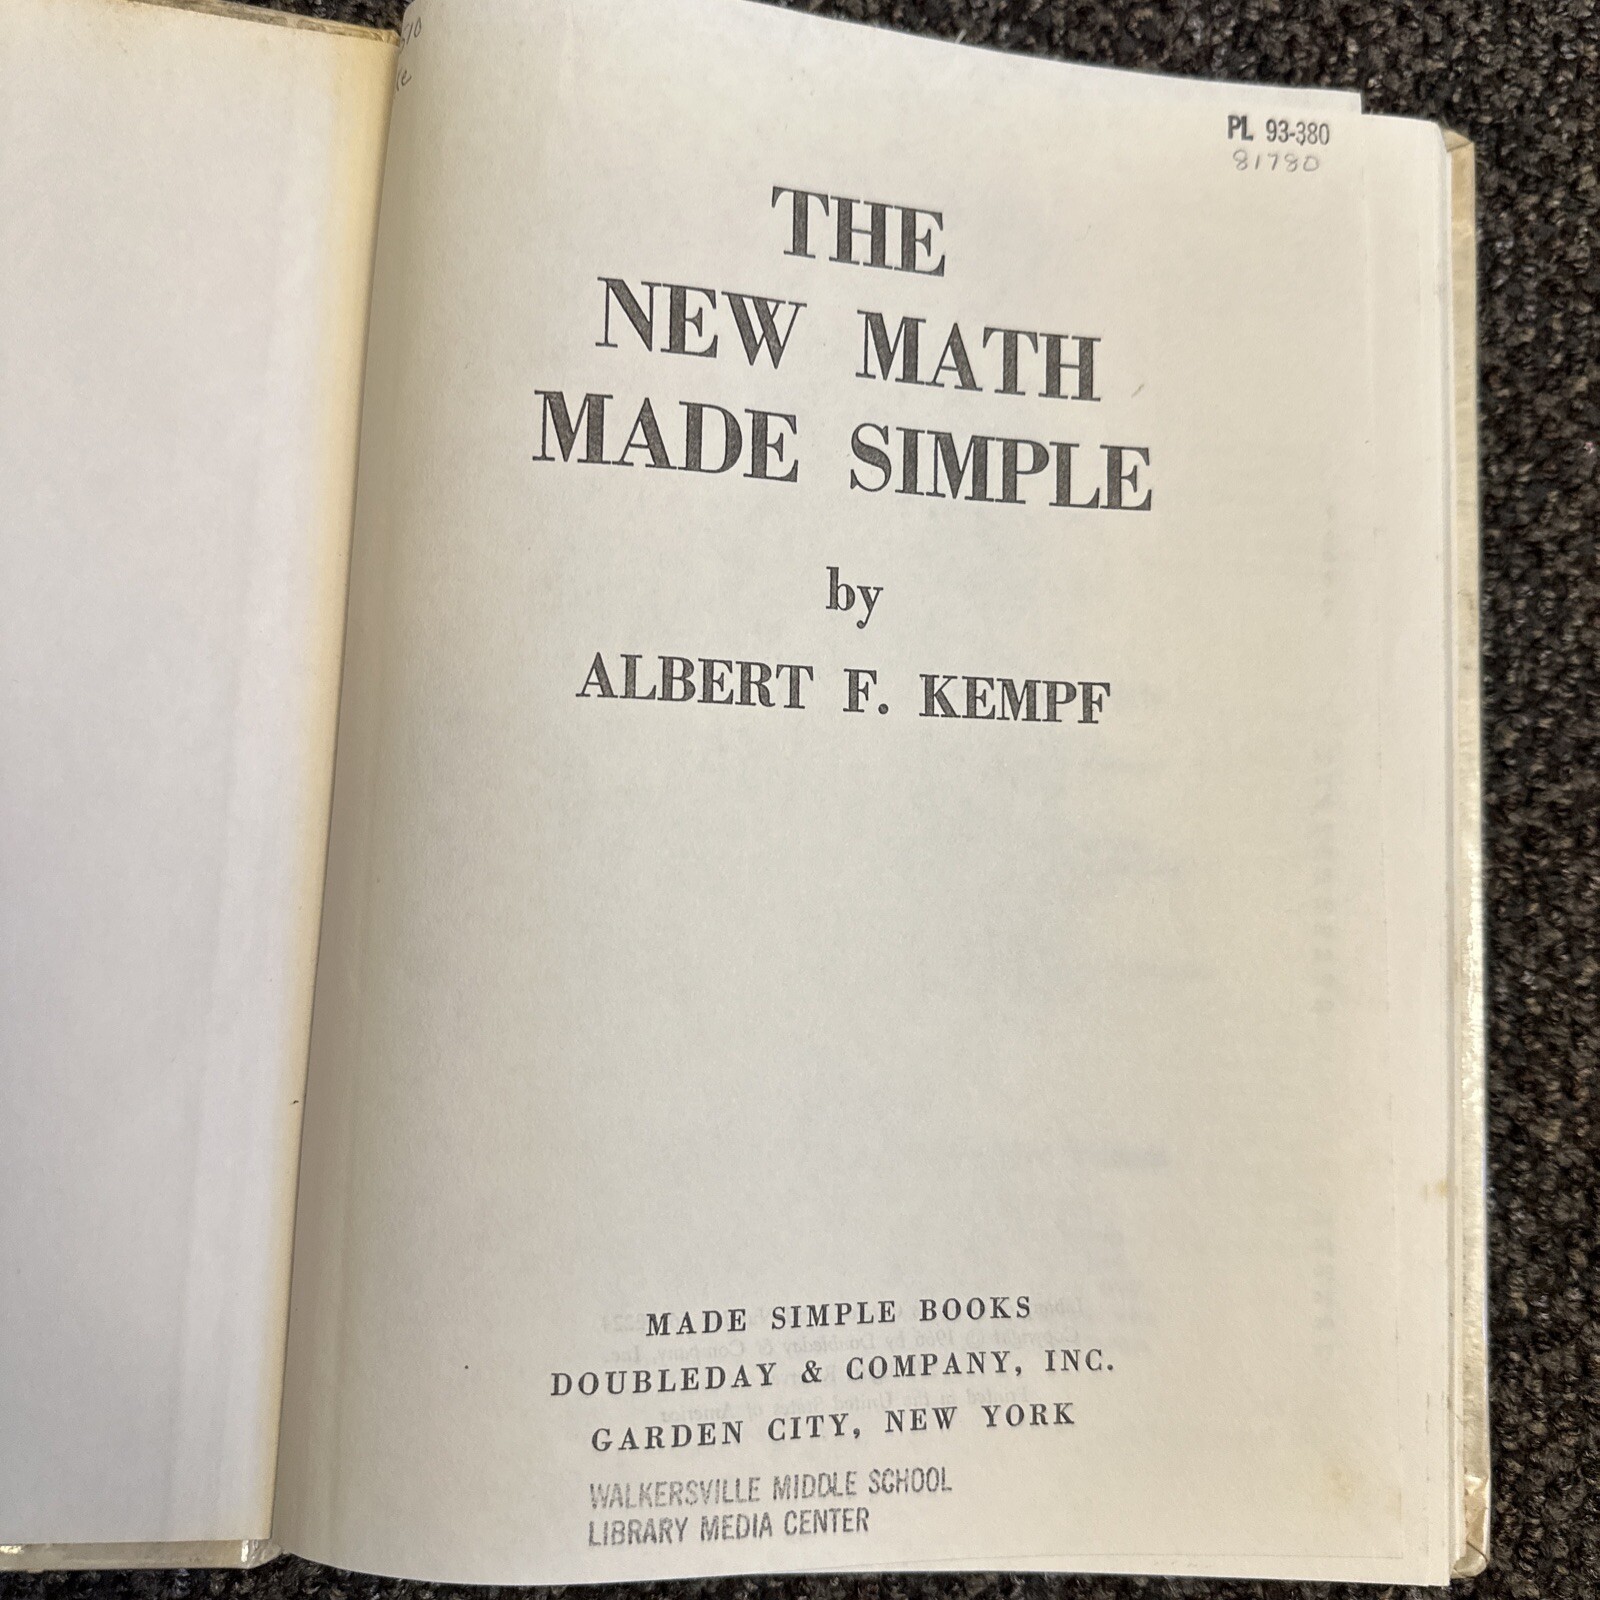 PL 93-380
81780
THE
NEW MATH
MADE SIMPLE
by
ALBERT F. KEMPF
MADE SIMPLE BOOKS
DOUBLEDAY & COMPANY, INC.
GARDEN CITY, NEW YORK
WALKERSVILLE MIDDLE SCHOOL
LIBRARY MEDIA CENTER